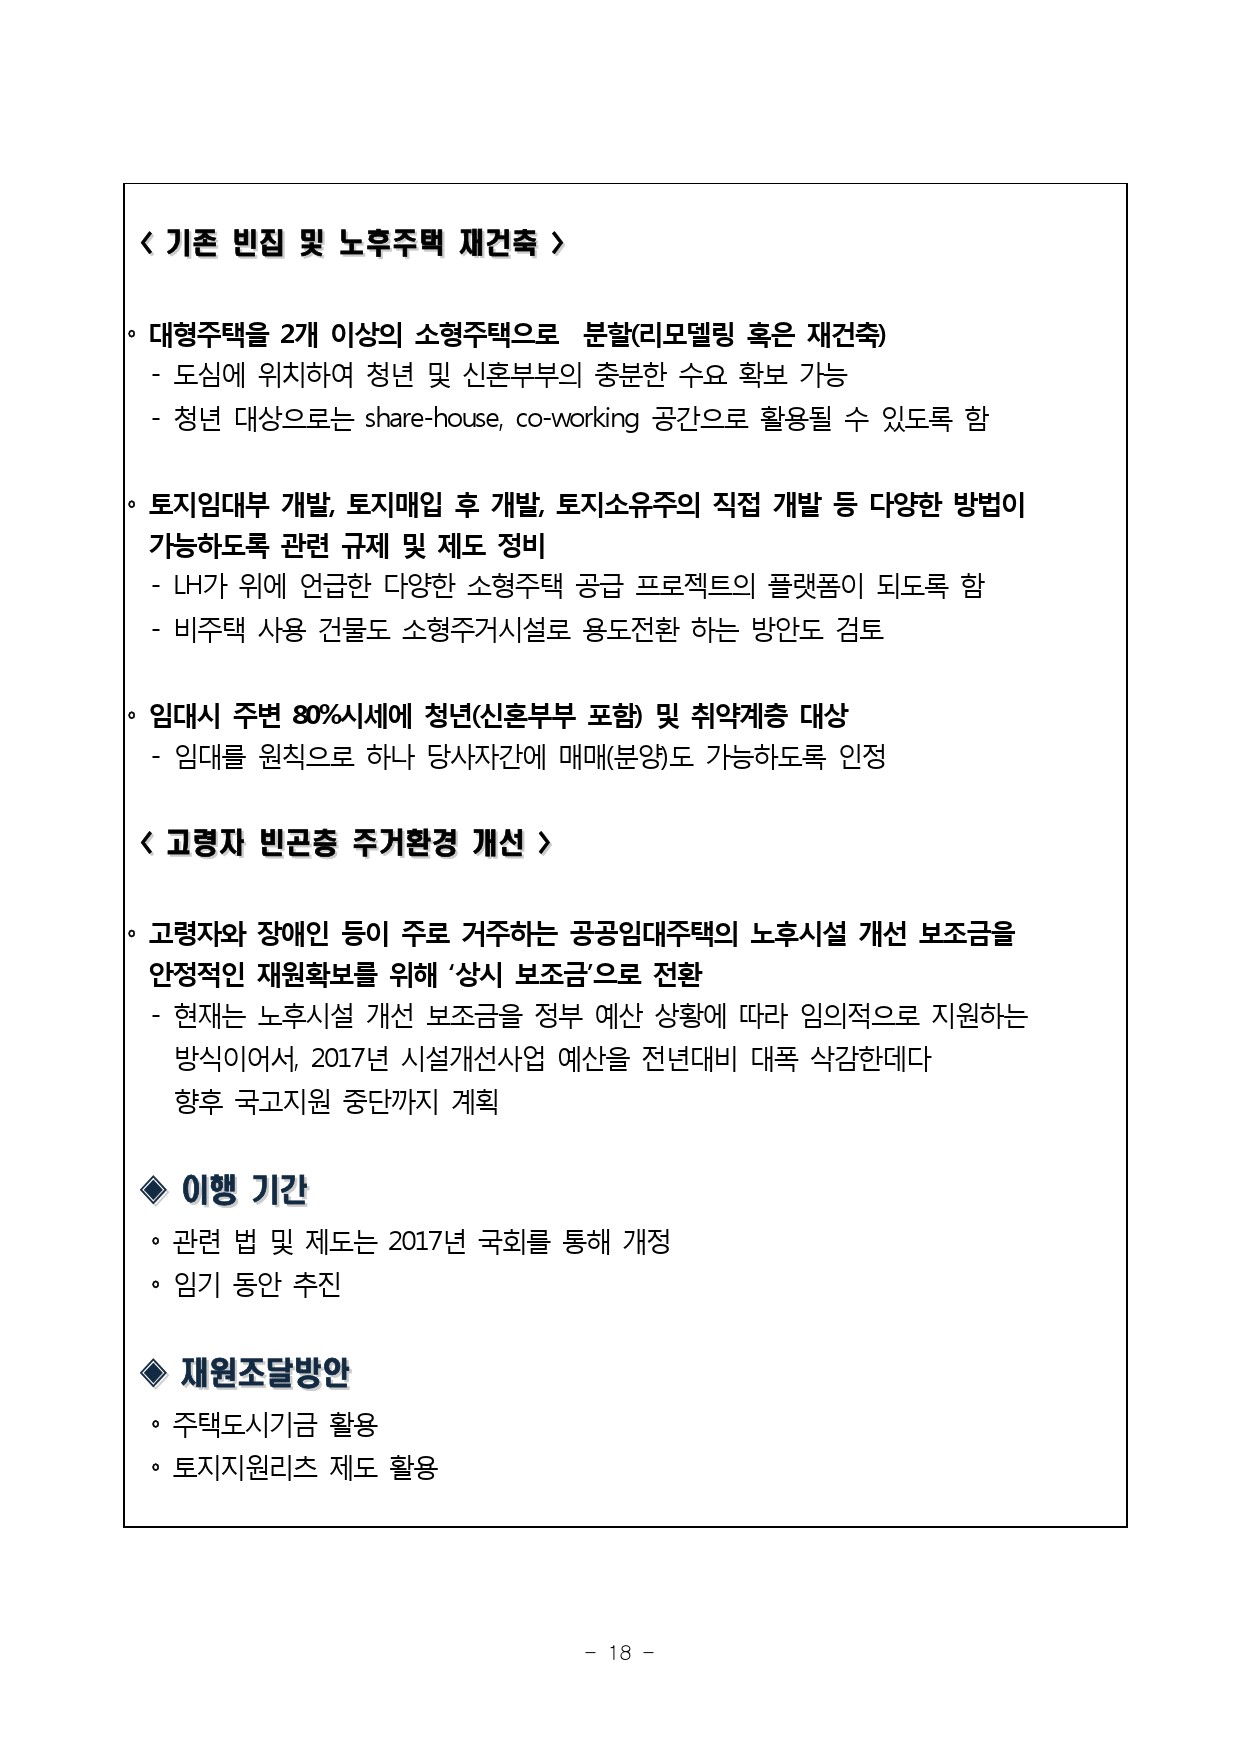 < 기존 빈집 및 노후주택 재건축 >
◦ 대형주택을 2개 이상의 소형주택으로 분할(리모델링 혹은 재건축)
- 도심에 위치하여 청년 및 신혼부부의 충분한 수요 확보 가능
- 청년 대상으로는 share-house, co-working 공간으로 활용될 수 있도록 함
◦ 토지임대부 개발, 토지매입 후 개발, 토지소유주의 직접 개발 등 다양한 방법이
가능하도록 관련 규제 및 제도 정비
- LH가 위에 언급한 다양한 소형주택 공급 프로젝트의 플랫폼이 되도록 함
- 비주택 사용 건물도 소형주거시설로 용도전환 하는 방안도 검토
◦ 임대시 주변 80%시세에 청년(신혼부부 포함) 및 취약계층 대상
- 임대를 원칙으로 하나 당사자간에 매매(분양)도 가능하도록 인정
< 고령자 빈곤층 주거환경 개선 >
◦ 고령자와 장애인 등이 주로 거주하는 공공임대주택의 노후시설 개선 보조금을
안정적인 재원확보를 위해 ‘상시 보조금’으로 전환
- 현재는 노후시설 개선 보조금을 정부 예산 상황에 따라 임의적으로 지원하는
방식이어서, 2017년 시설개선사업 예산을 전년대비 대폭 삭감한데다
향후 국고지원 중단까지 계획
◈ 이행 기간
◦ 관련 법 및 제도는 2017년 국회를 통해 개정
◦ 임기 동안 추진
◈ 재원조달방안
◦ 주택도시기금 활용
◦ 토지지원리츠 제도 활용
- 18 -